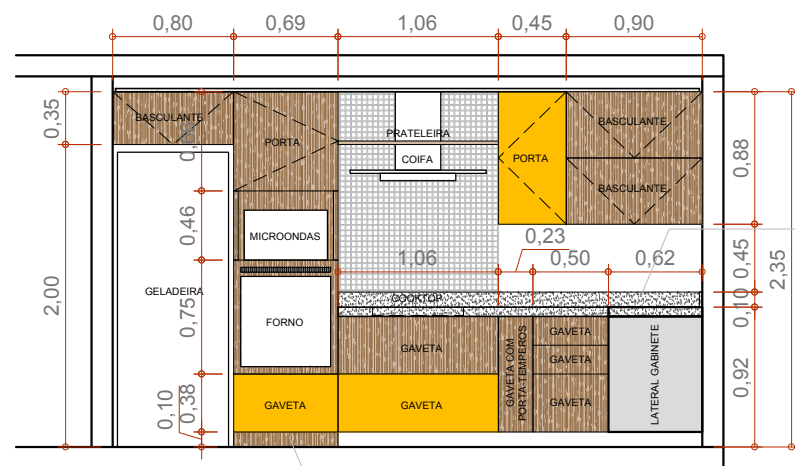 0,80
0,69
1,06
0,45
0,90
0,35
2,00
BASCULANTE
PORTA
PRATELEIRA
COIFA
PORTA
BASCULANTE
BASCULANTE
0,88
0,46
MICROONDAS
0,23
1,06
0,50
0,62
0,45
2,35
GELADEIRA
COOKTOP
0,10
0,75
FORNO
GAVETA
GAVETA COM
PORTA-TEMPEROS
GAVETA
GAVETA
GAVETA
LATERAL GABINETE
0,92
0,10
0,38
GAVETA
GAVETA